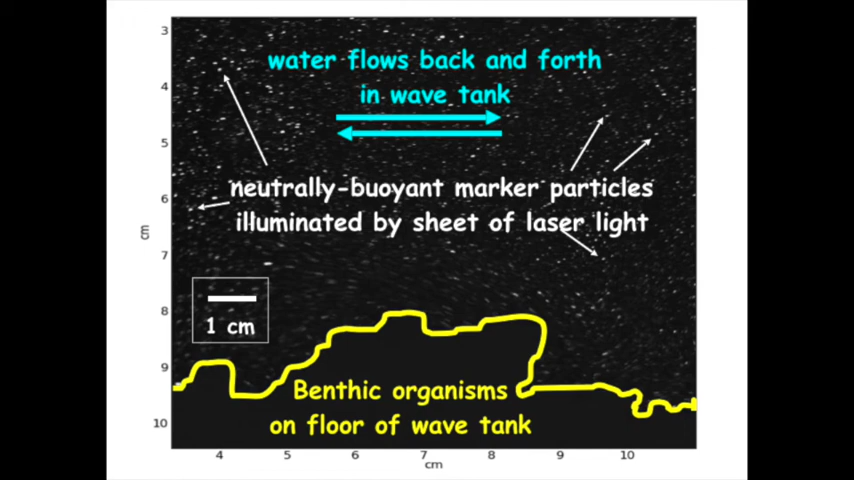 3
water flows back and forth
4
in wave tank
5
neutrally-buoyant marker particles
6
illuminated by sheet of laser light
cm
7
8
1 cm
9
Benthic organisms
10
on floor of wave tank
4 5 6 7 8 9 10
cm